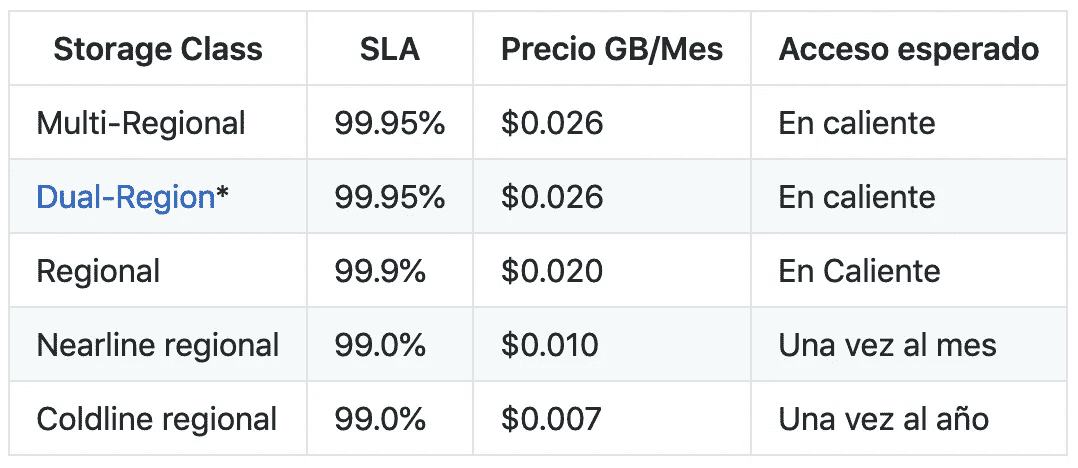 Storage Class SLA Precio GB/Mes Acceso esperado
Multi-Regional 99.95% $0.026 En caliente
Dual-Region* 99.95% $0.026 En caliente
Regional 99.9% $0.020 En Caliente
Nearline regional 99.0% $0.010 Una vez al mes
Coldline regional 99.0% $0.007 Una vez al año